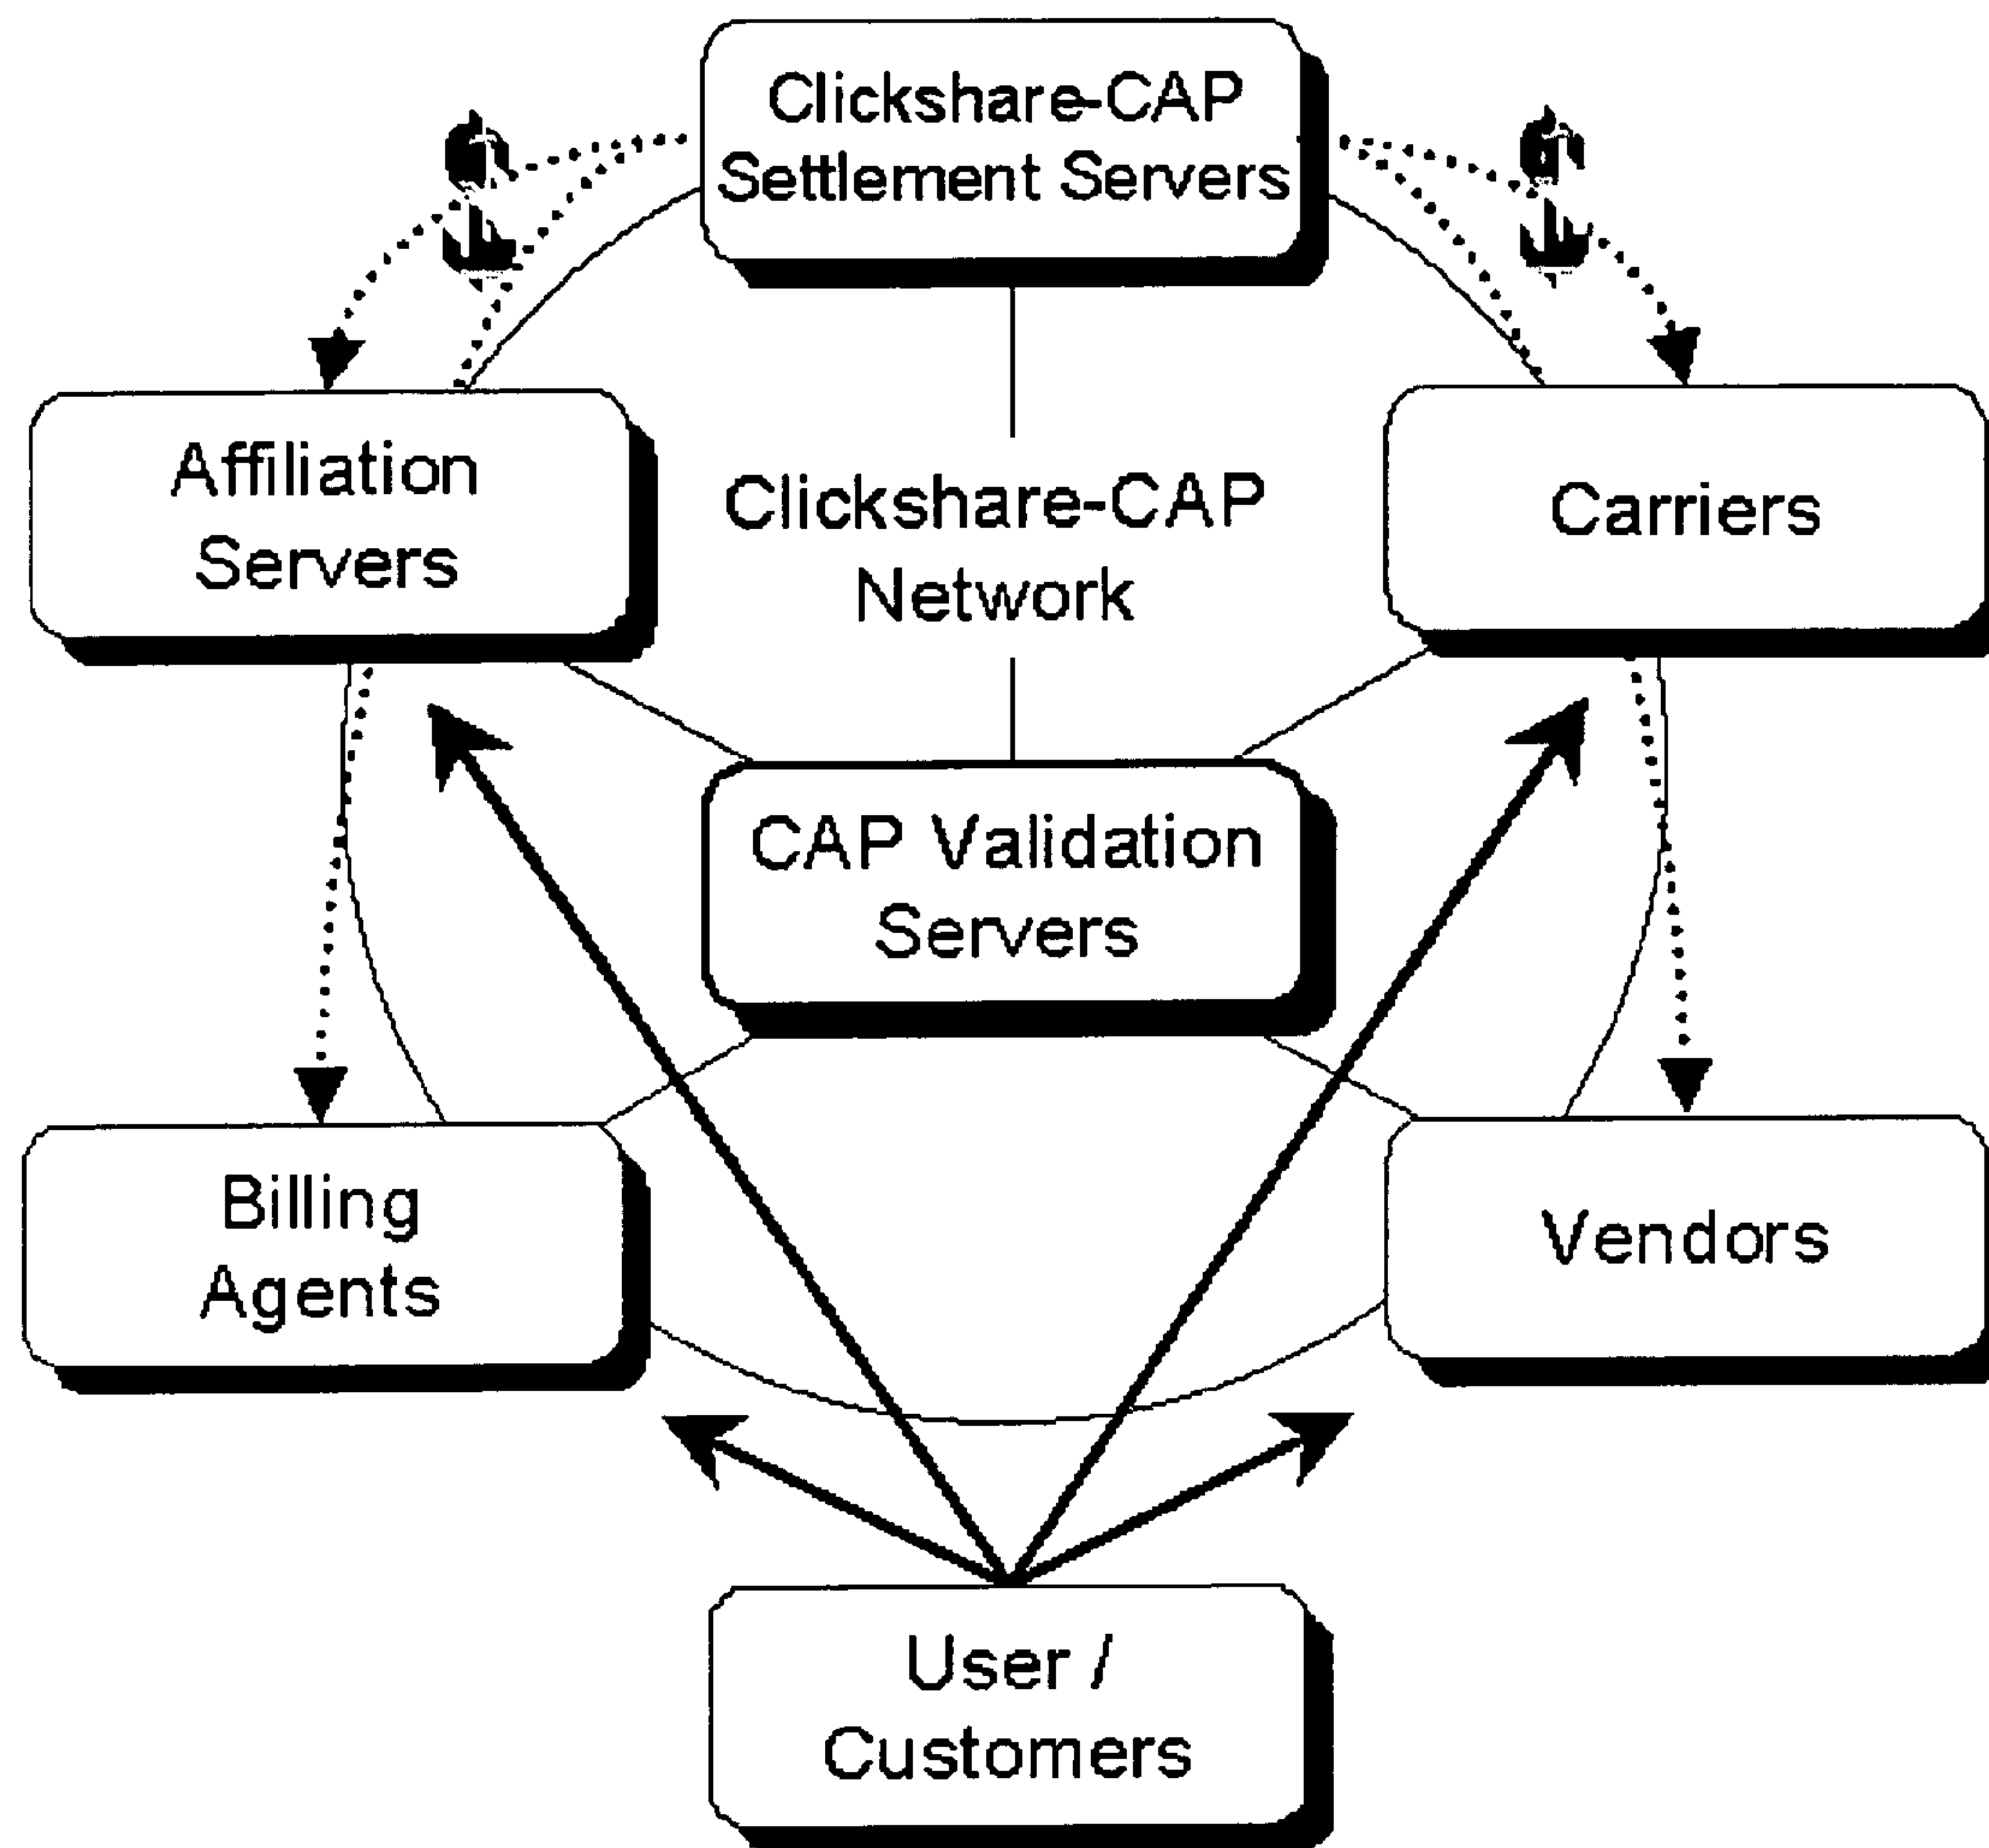 Clickshare-CAP
Settlement Servers
Affiliation
Servers
Clickshare-CAP
Network
Carriers
CAP Validation
Servers
Billing
Agents
Vendors
User /
Customers